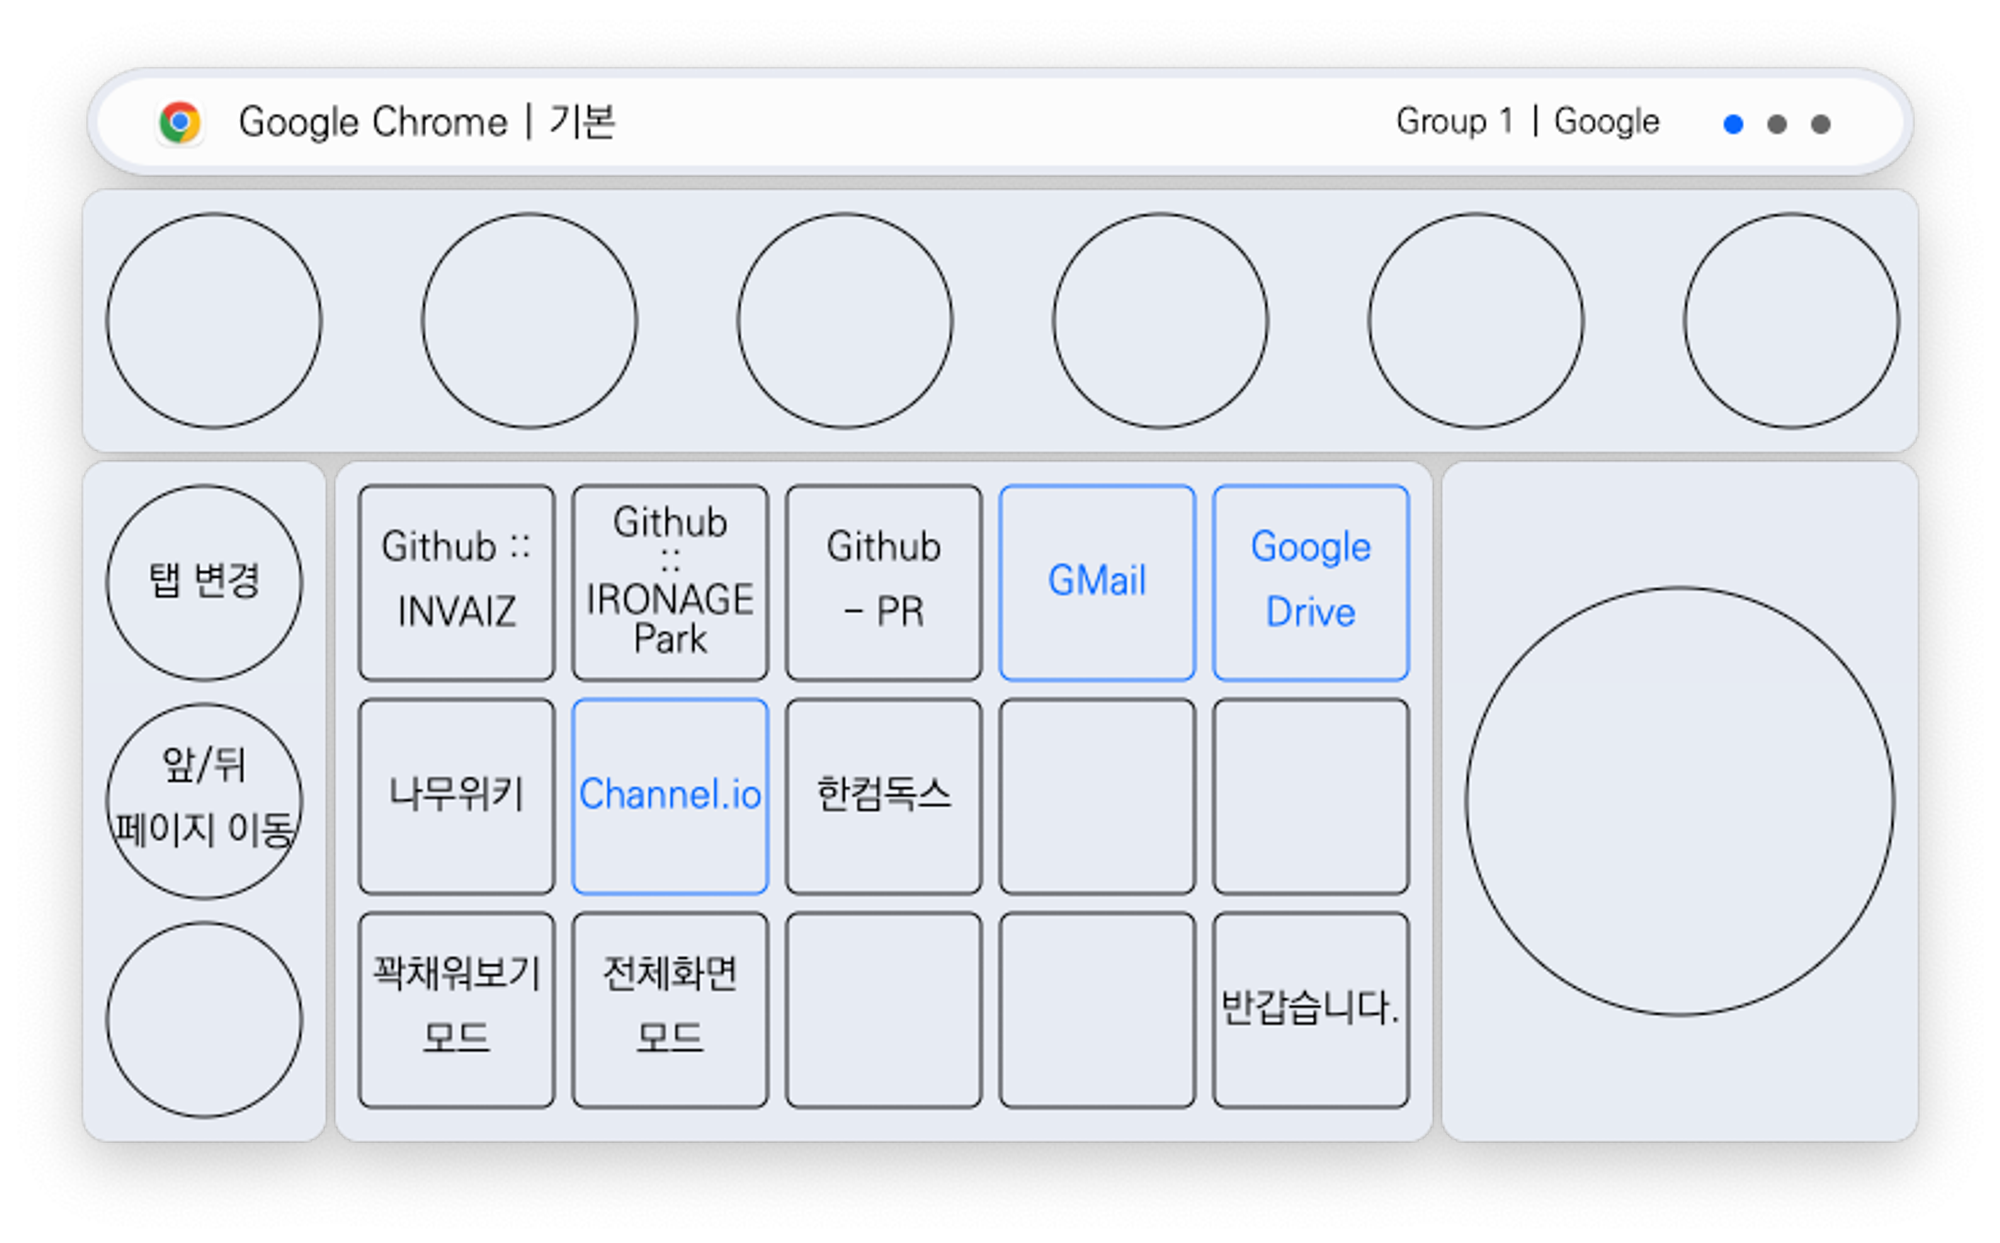 Google Chrome | 기본
Group 1 | Google
탭 변경
앞/뒤
페이지 이동
Github ::
INVAIZ
Github
::
IRONAGE
Park
Github
- PR
GMail
Google
Drive
나무위키
Channel.io
한컴독스
꽉채워보기
모드
전체화면
모드
반갑습니다.